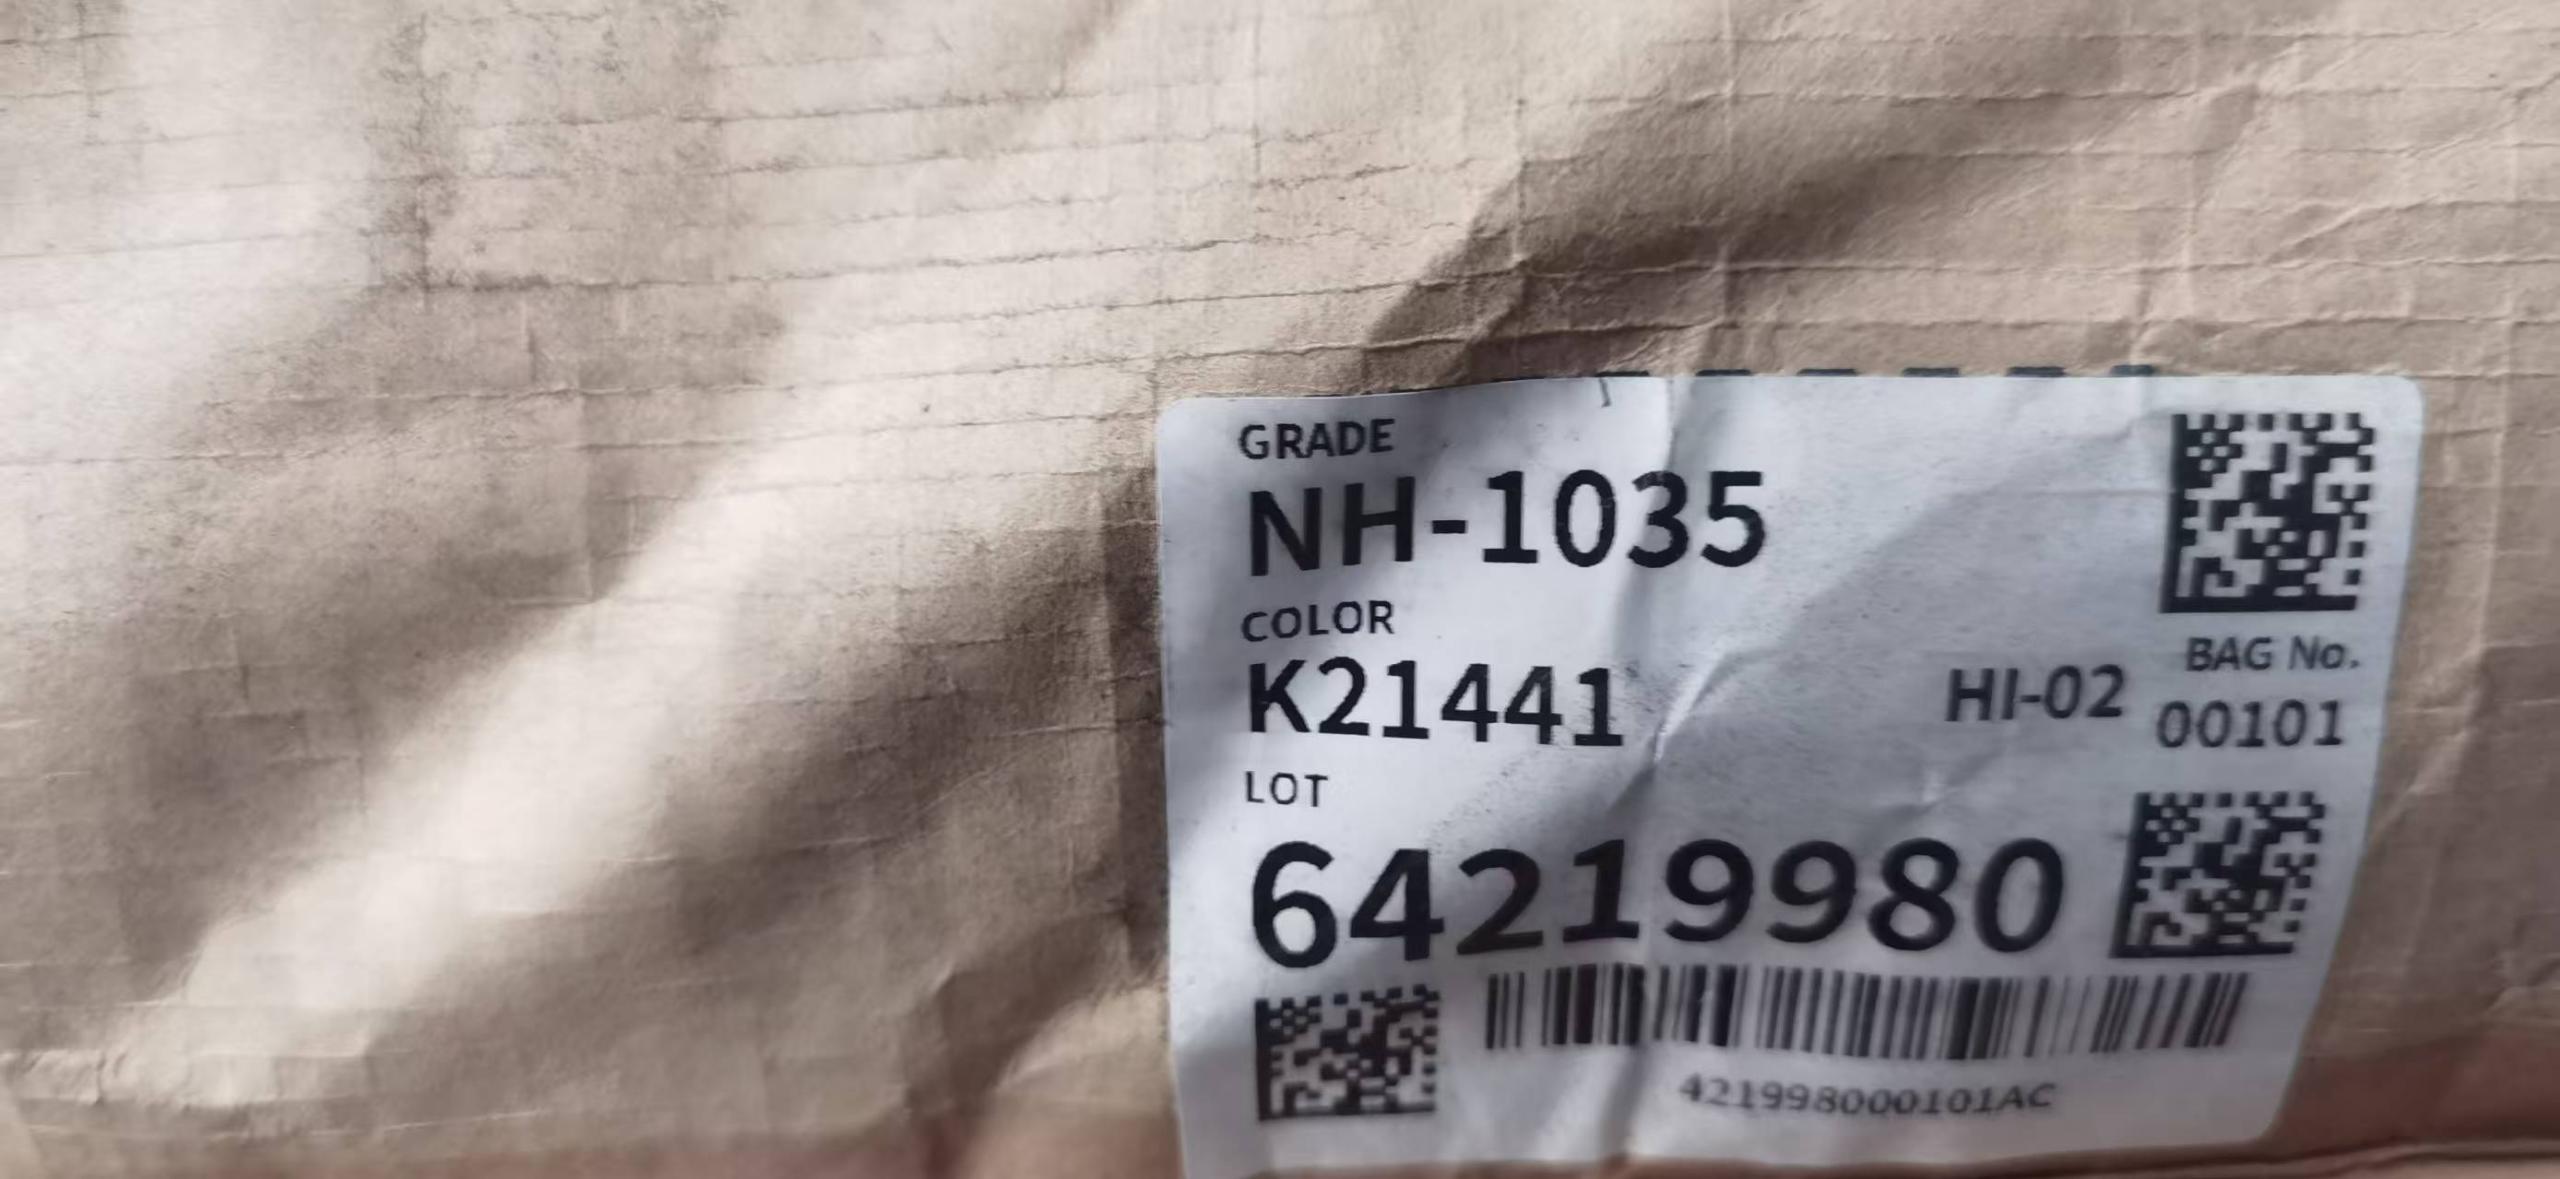 GRADE
NH-1035
COLOR
K21441
HI-02
BAG No.
00101
LOT
64219980
421998000101AC